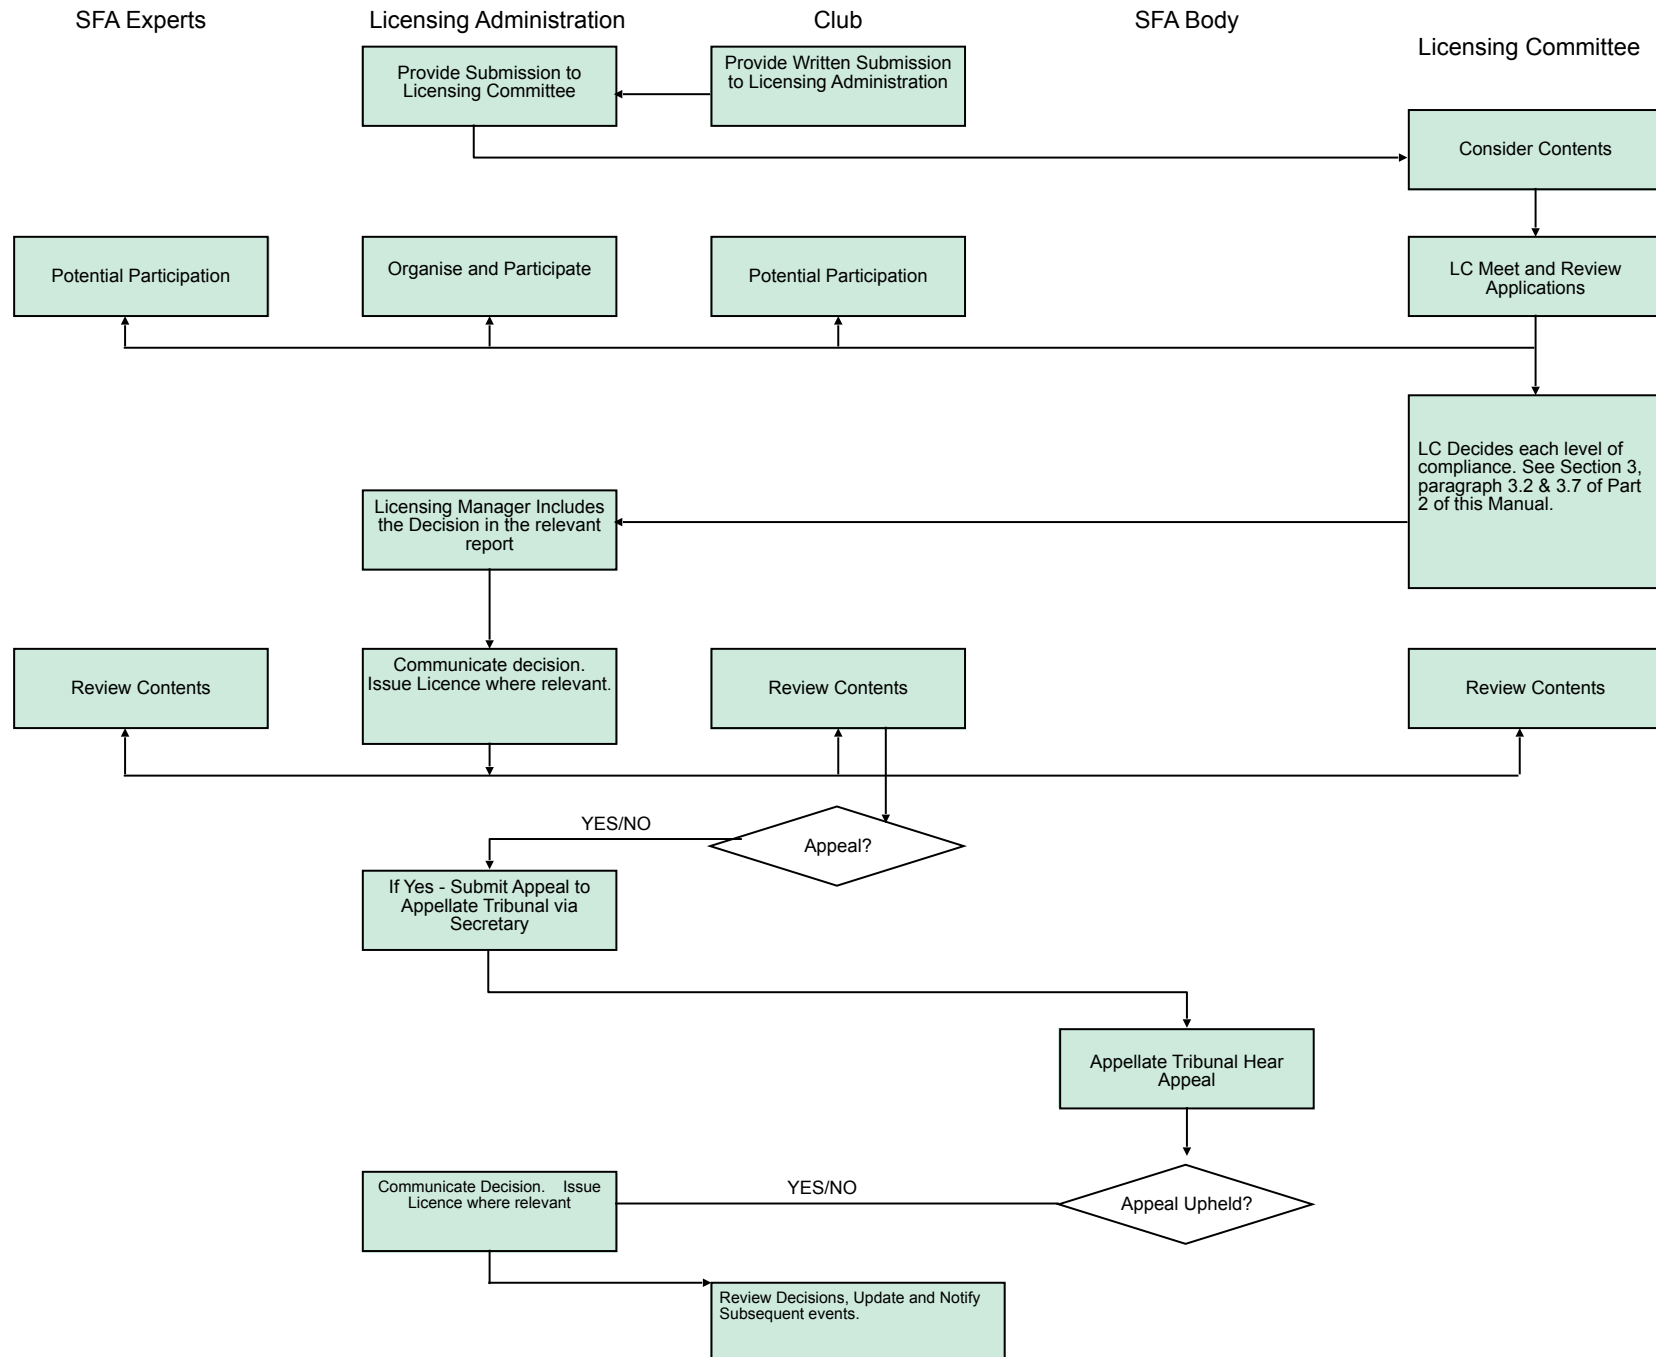 SFA Experts
Licensing Administration
Club
SFA Body
Licensing Committee
Provide Submission to
Licensing Committee
Provide Written Submission
to Licensing Administration
Consider Contents
Potential Participation
Organise and Participate
Potential Participation
LC Meet and Review
Applications
LC Decides each level of
compliance. See Section 3,
paragraph 3.2 & 3.7 of Part
2 of this Manual.
Licensing Manager Includes
the Decision in the relevant
report
Review Contents
Communicate decision.
Issue Licence where relevant.
Review Contents
Review Contents
YES/NO
Appeal?
If Yes - Submit Appeal to
Appellate Tribunal via
Secretary
Appellate Tribunal Hear
Appeal
Communicate Decision. Issue
Licence where relevant
YES/NO
Appeal Upheld?
Review Decisions, Update and Notify
Subsequent events.